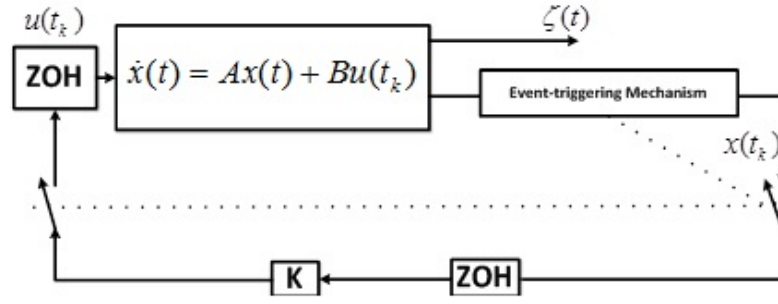 u(t_k)
ζ(t)
ZOH
ẋ(t) = Ax(t) + Bu(t_k)
Event-triggering Mechanism
x(t_k)
K
ZOH